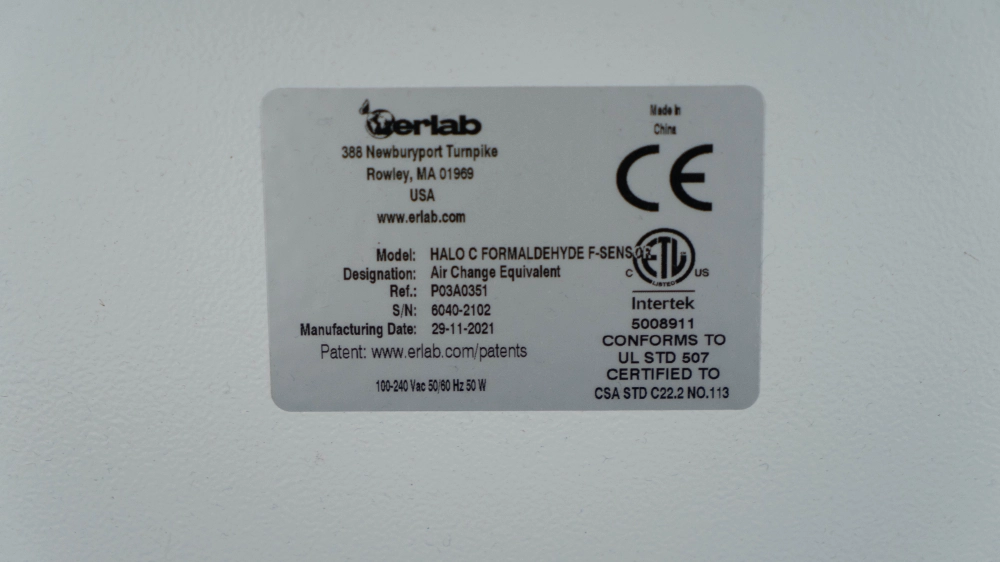 erlab
388 Newburyport Turnpike
Rowley, MA 01969
USA
www.erlab.com
Model: HALO C FORMALDEHYDE F-SENSOR
Designation: Air Change Equivalent
Ref.: P03A0351
S/N: 6040-2102
Manufacturing Date: 29-11-2021
Patent: www.erlab.com/patents
100-240 Vac 50/60 Hz 50 W
Made in
China
CE
ETL
LISTED
C US
Intertek
5008911
CONFORMS TO
UL STD 507
CERTIFIED TO
CSA STD C22.2 NO.113